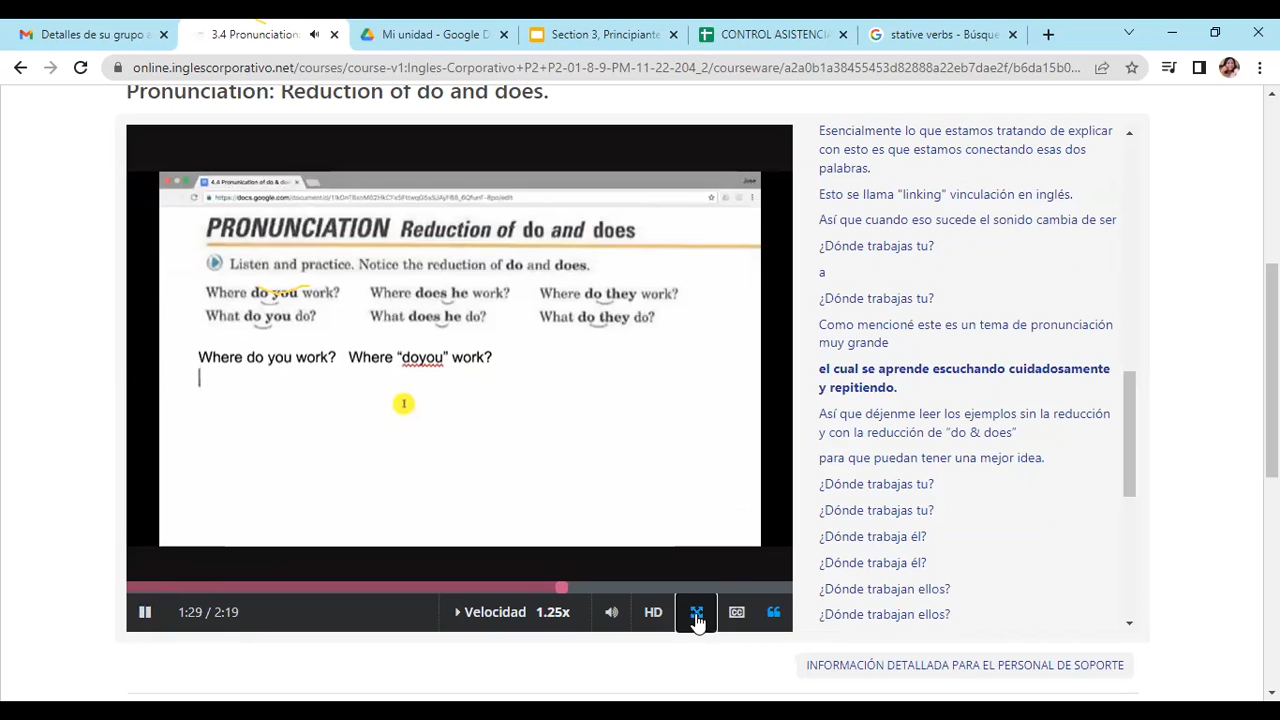 Detalles de su grupo a
3.4 Pronunciation:
Mi unidad - Google D
Section 3, Principiante
CONTROL ASISTENCIA
stative verbs - Búsque
online.inglescorporativo.net/courses/course-v1:Ingles-Corporativo+P2+P2-01-8-9-PM-11-22-204_2/courseware/a2a0b1a38455453d82888a22eb7dae2f/b6da15b0...
Pronunciation: Reduction of do and does.
4.4 Pronunication of do & doe
PRONUNCIATION Reduction of do and does
Listen and practice. Notice the reduction of do and does.
Where do you work? Where does he work? Where do they work?
What do you do? What does he do? What do they do?
Where do you work? Where “doyou” work?
1:29 / 2:19
Velocidad 1.25x
HD
CC
Esencialmente lo que estamos tratando de explicar
con esto es que estamos conectando esas dos
palabras.
Esto se llama "linking" vinculación en inglés.
Así que cuando eso sucede el sonido cambia de ser
¿Dónde trabajas tu?
a
¿Dónde trabajas tu?
Como mencioné este es un tema de pronunciación
muy grande
el cual se aprende escuchando cuidadosamente
y repitiendo.
Así que déjenme leer los ejemplos sin la reducción
y con la reducción de “do & does”
para que puedan tener una mejor idea.
¿Dónde trabajas tu?
¿Dónde trabajas tu?
¿Dónde trabaja él?
¿Dónde trabaja él?
¿Dónde trabajan ellos?
¿Dónde trabajan ellos?
INFORMACIÓN DETALLADA PARA EL PERSONAL DE SOPORTE